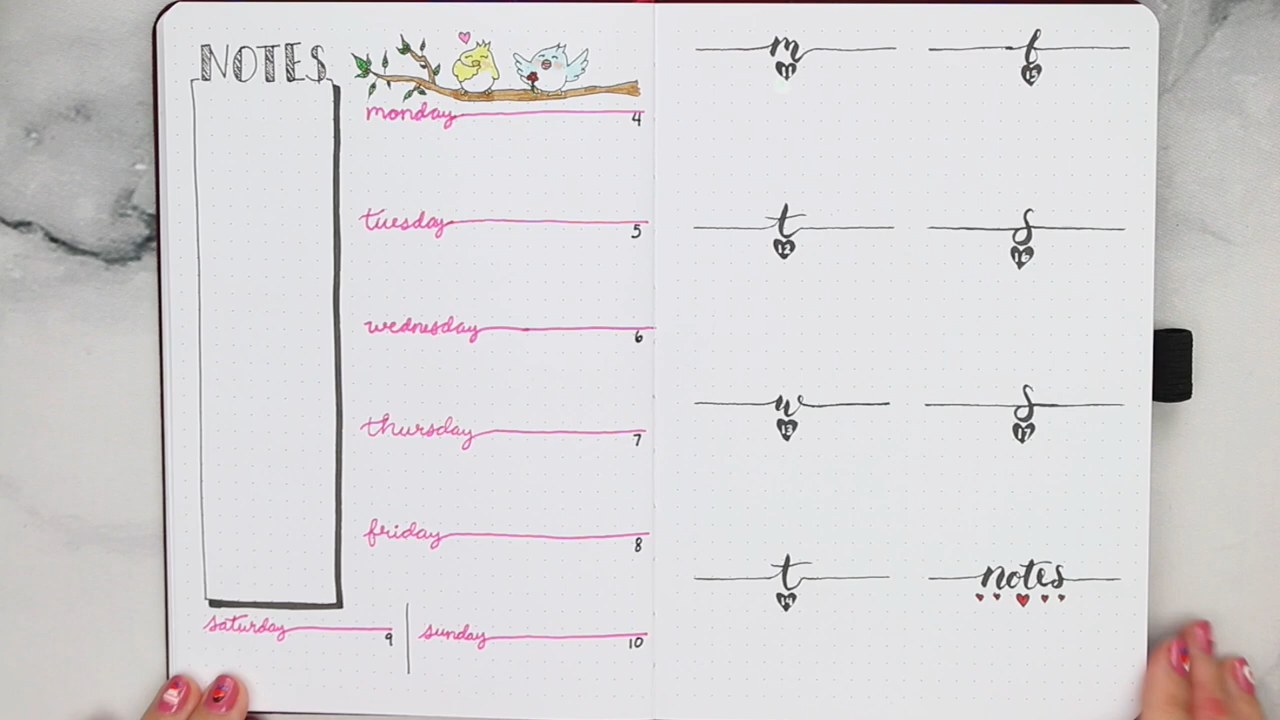 NOTES
monday
4
tuesday
5
wednesday
6
thursday
7
friday
8
saturday
9
sunday
10
m
11
t
12
w
13
t
14
f
15
s
16
s
17
notes